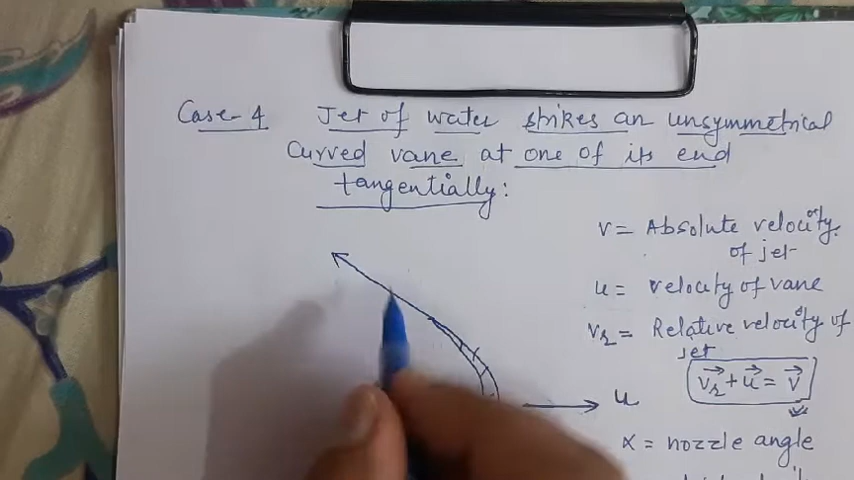 Case-4 Jet of water strikes an unsymmetrical
Curved vane at one of its end
tangentially:
V = Absolute velocity
of jet
u = velocity of vane
Vr = Relative velocity of
jet
Vr + u = V
u
α = nozzle angle